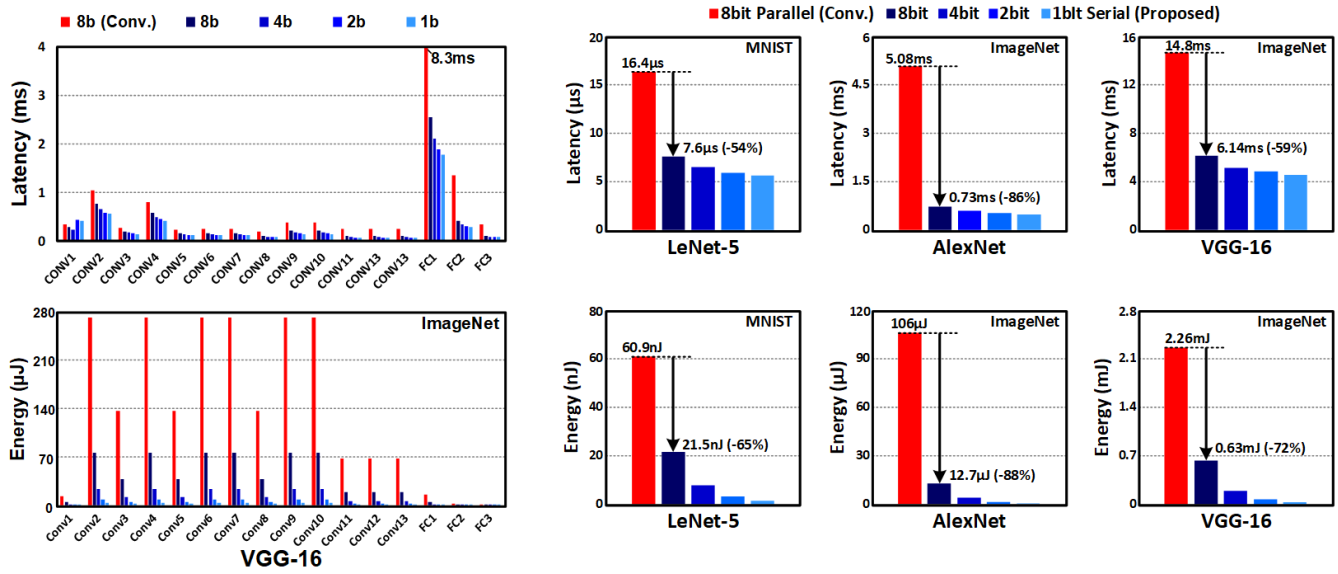 8b (Conv.) 8b 4b 2b 1b
Latency (ms)
4
3
2
1
0
8.3ms
CONV1 CONV2 CONV3 CONV4 CONV5 CONV6 CONV7 CONV8 CONV9 CONV10 CONV11 CONV13 CONV13 FC1 FC2 FC3
Energy (µJ)
280
210
140
70
0
ImageNet
Conv1 Conv2 Conv3 Conv4 Conv5 Conv6 Conv7 Conv8 Conv9 Conv10 Conv11 Conv12 Conv13 FC1 FC2 FC3
VGG-16
8bit Parallel (Conv.) 8bit 4bit 2bit 1bIt Serial (Proposed)
Latency (µs)
20
15
10
5
0
MNIST
16.4µs
7.6µs (-54%)
LeNet-5
Latency (ms)
6
4.5
3
1.5
0
ImageNet
5.08ms
0.73ms (-86%)
AlexNet
Latency (ms)
16
12
8
4
0
ImageNet
14.8ms
6.14ms (-59%)
VGG-16
Energy (nJ)
80
60
40
20
0
MNIST
60.9nJ
21.5nJ (-65%)
LeNet-5
Energy (µJ)
120
90
60
30
0
ImageNet
106µJ
12.7µJ (-88%)
AlexNet
Energy (mJ)
2.8
2.1
1.4
0.7
0
ImageNet
2.26mJ
0.63mJ (-72%)
VGG-16